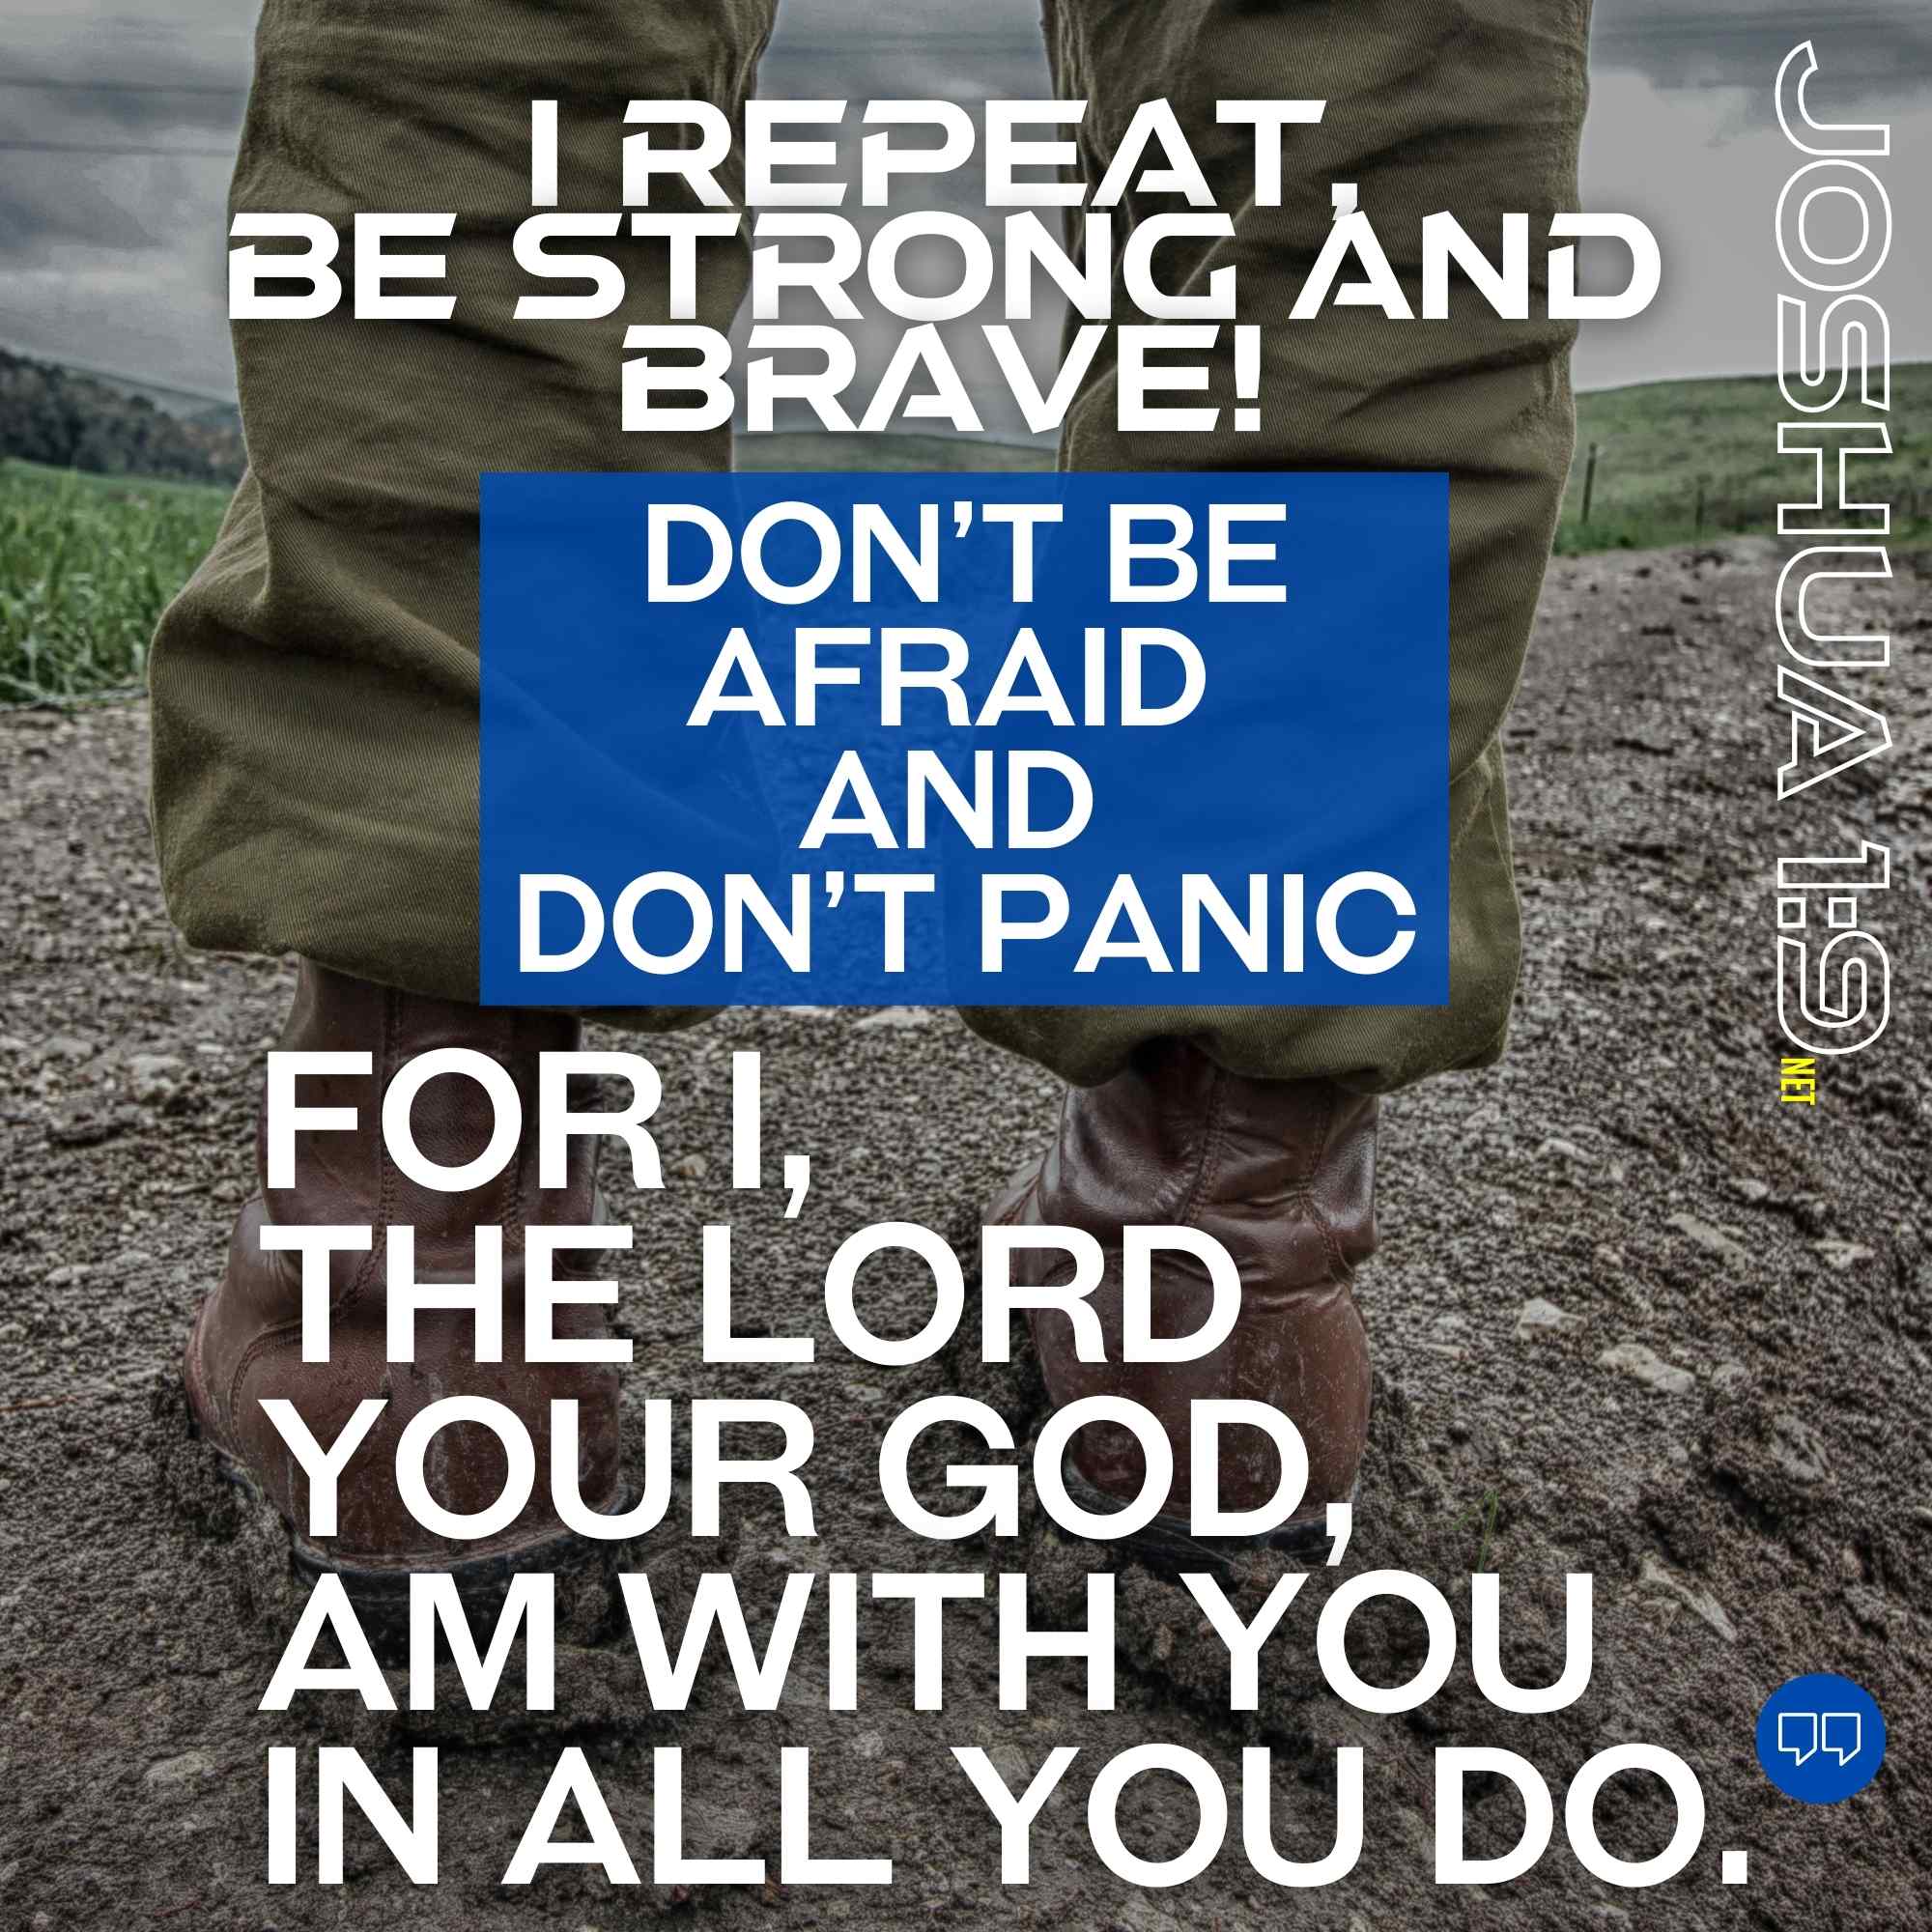 I REPEAT,
BE STRONG AND
BRAVE!
DON'T BE
AFRAID
AND
DON'T PANIC
FOR I,
THE LORD
YOUR GOD,
AM WITH YOU
IN ALL YOU DO.
JOSHUA 1:9
NET